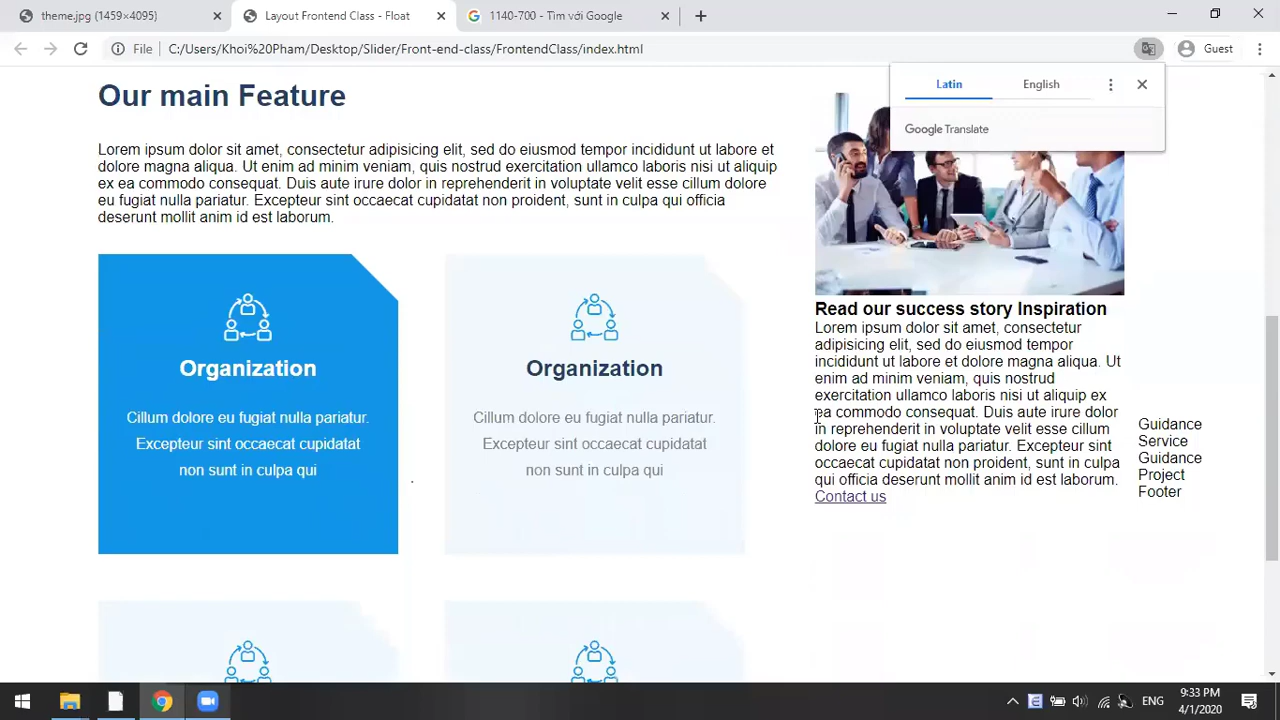 theme.jpg (1459×4095)
Layout Frontend Class - Float
1140-700 - Tìm với Google
File
C:/Users/Khoi%20Pham/Desktop/Slider/Front-end-class/FrontendClass/index.html
Guest
Latin
English
Google Translate
Our main Feature
Lorem ipsum dolor sit amet, consectetur adipisicing elit, sed do eiusmod tempor incididunt ut labore et
dolore magna aliqua. Ut enim ad minim veniam, quis nostrud exercitation ullamco laboris nisi ut aliquip
ex ea commodo consequat. Duis aute irure dolor in reprehenderit in voluptate velit esse cillum dolore
eu fugiat nulla pariatur. Excepteur sint occaecat cupidatat non proident, sunt in culpa qui officia
deserunt mollit anim id est laborum.
Organization
Cillum dolore eu fugiat nulla pariatur.
Excepteur sint occaecat cupidatat
non sunt in culpa qui
Organization
Cillum dolore eu fugiat nulla pariatur.
Excepteur sint occaecat cupidatat
non sunt in culpa qui
Read our success story Inspiration
Lorem ipsum dolor sit amet, consectetur
adipisicing elit, sed do eiusmod tempor
incididunt ut labore et dolore magna aliqua. Ut
enim ad minim veniam, quis nostrud
exercitation ullamco laboris nisi ut aliquip ex
ea commodo consequat. Duis aute irure dolor
in reprehenderit in voluptate velit esse cillum
dolore eu fugiat nulla pariatur. Excepteur sint
occaecat cupidatat non proident, sunt in culpa
qui officia deserunt mollit anim id est laborum.
Contact us
Guidance
Service
Guidance
Project
Footer
ENG
9:33 PM
4/1/2020